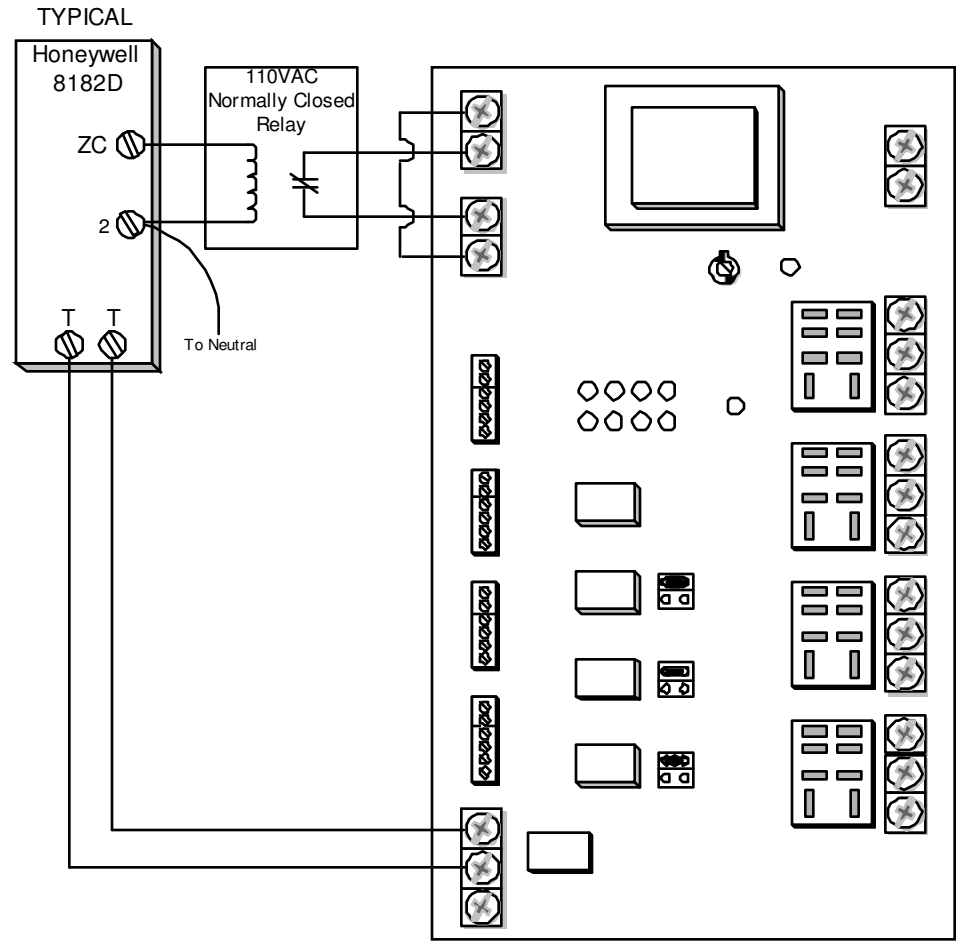 TYPICAL
Honeywell
8182D
110VAC
Normally Closed
Relay
ZC
2
T T
To Neutral